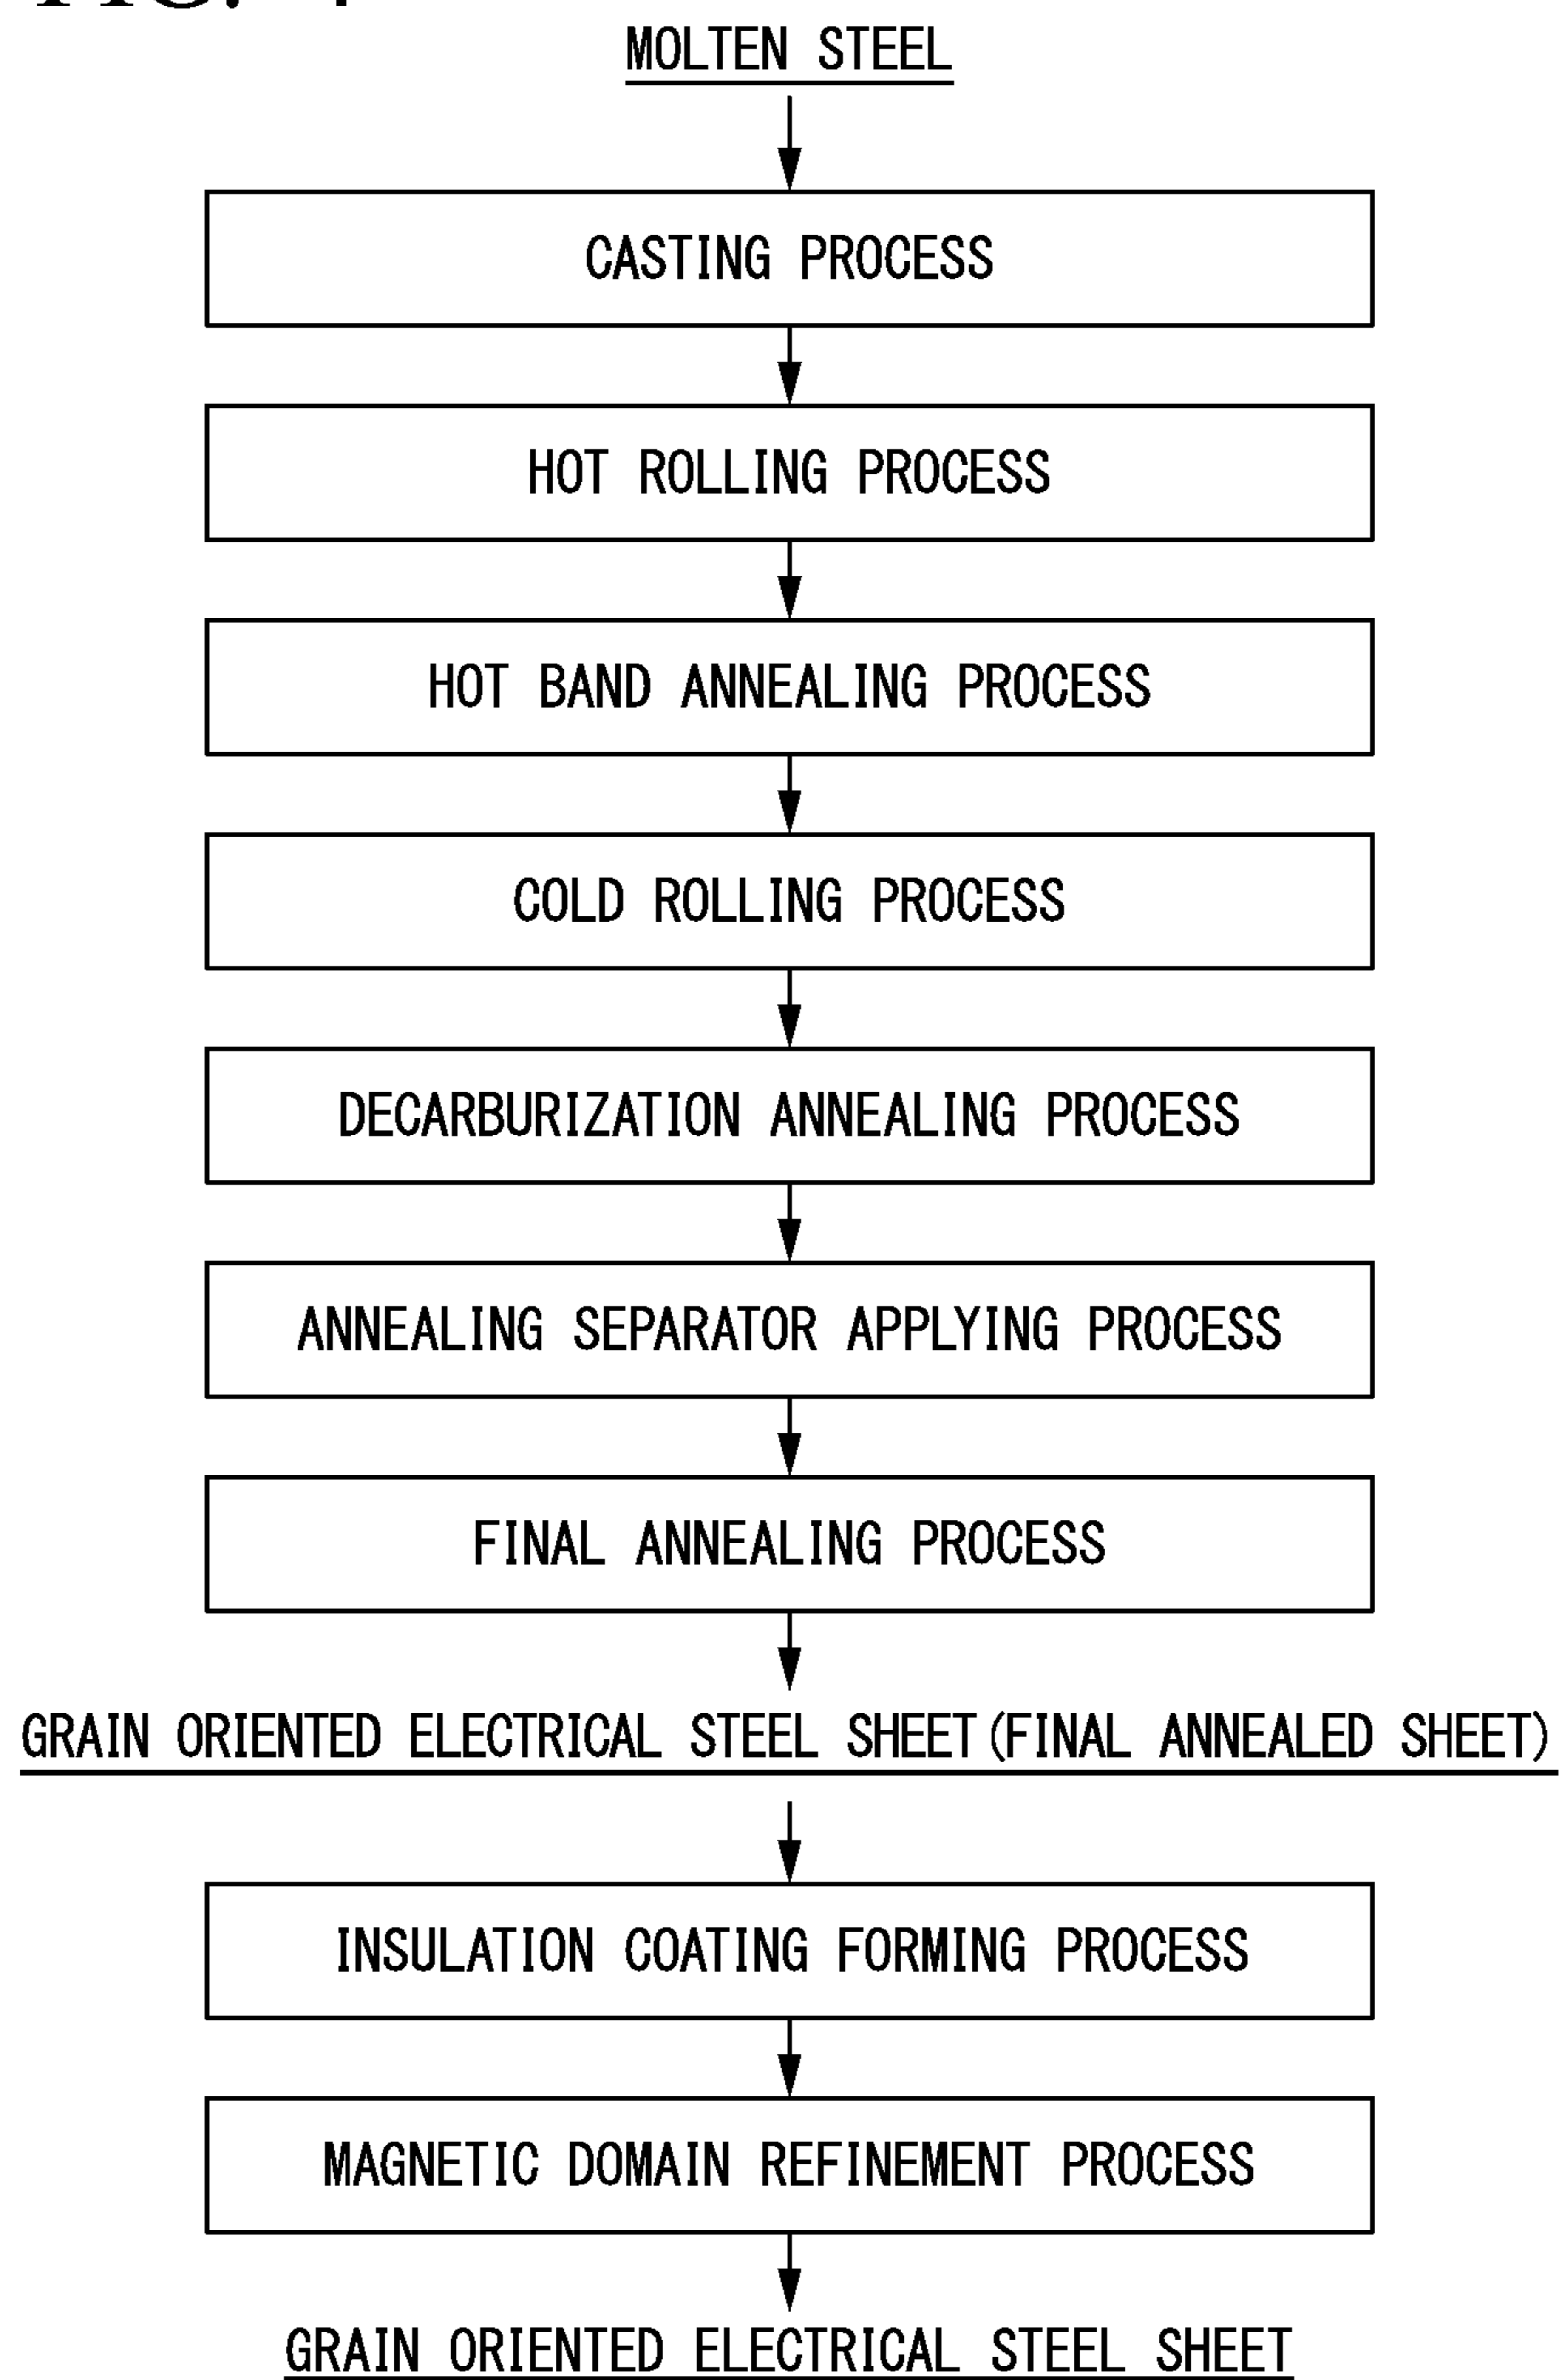 MOLTEN STEEL
CASTING PROCESS
HOT ROLLING PROCESS
HOT BAND ANNEALING PROCESS
COLD ROLLING PROCESS
DECARBURIZATION ANNEALING PROCESS
ANNEALING SEPARATOR APPLYING PROCESS
FINAL ANNEALING PROCESS
GRAIN ORIENTED ELECTRICAL STEEL SHEET(FINAL ANNEALED SHEET)
INSULATION COATING FORMING PROCESS
MAGNETIC DOMAIN REFINEMENT PROCESS
GRAIN ORIENTED ELECTRICAL STEEL SHEET